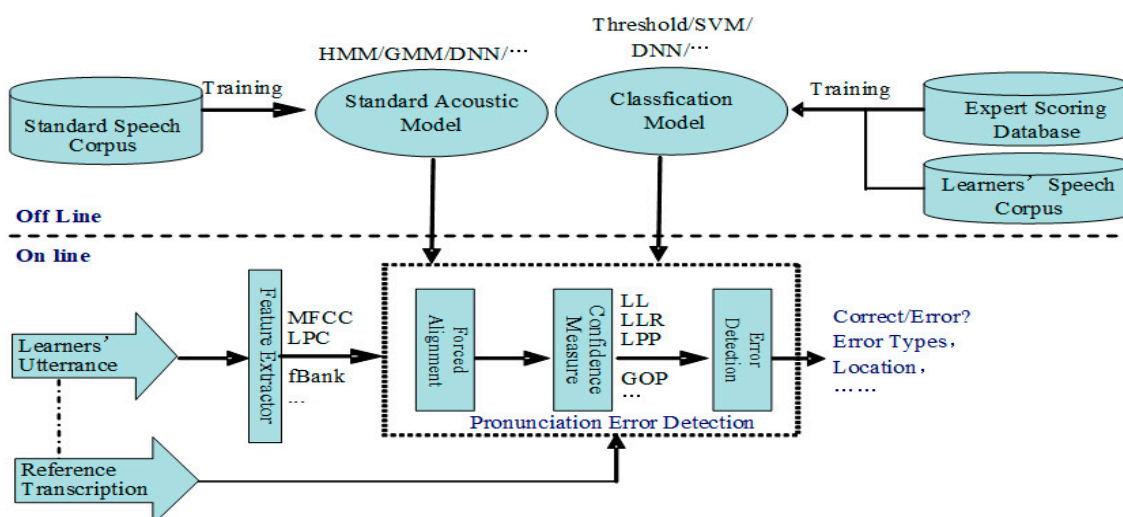 HMM/GMM/DNN/…
Threshold/SVM/
DNN/…
Training
Standard Speech
Corpus
Standard Acoustic
Model
Classfication
Model
Training
Expert Scoring
Database
Learners’ Speech
Corpus
Off Line
On line
Learners’
Utterrance
Feature Extractor
MFCC
LPC
fBank
…
Forced
Alignment
Confidence
Measure
LL
LLR
LPP
GOP
…
Error
Detection
Correct/Error?
Error Types,
Location,
……
Pronunciation Error Detection
Reference
Transcription